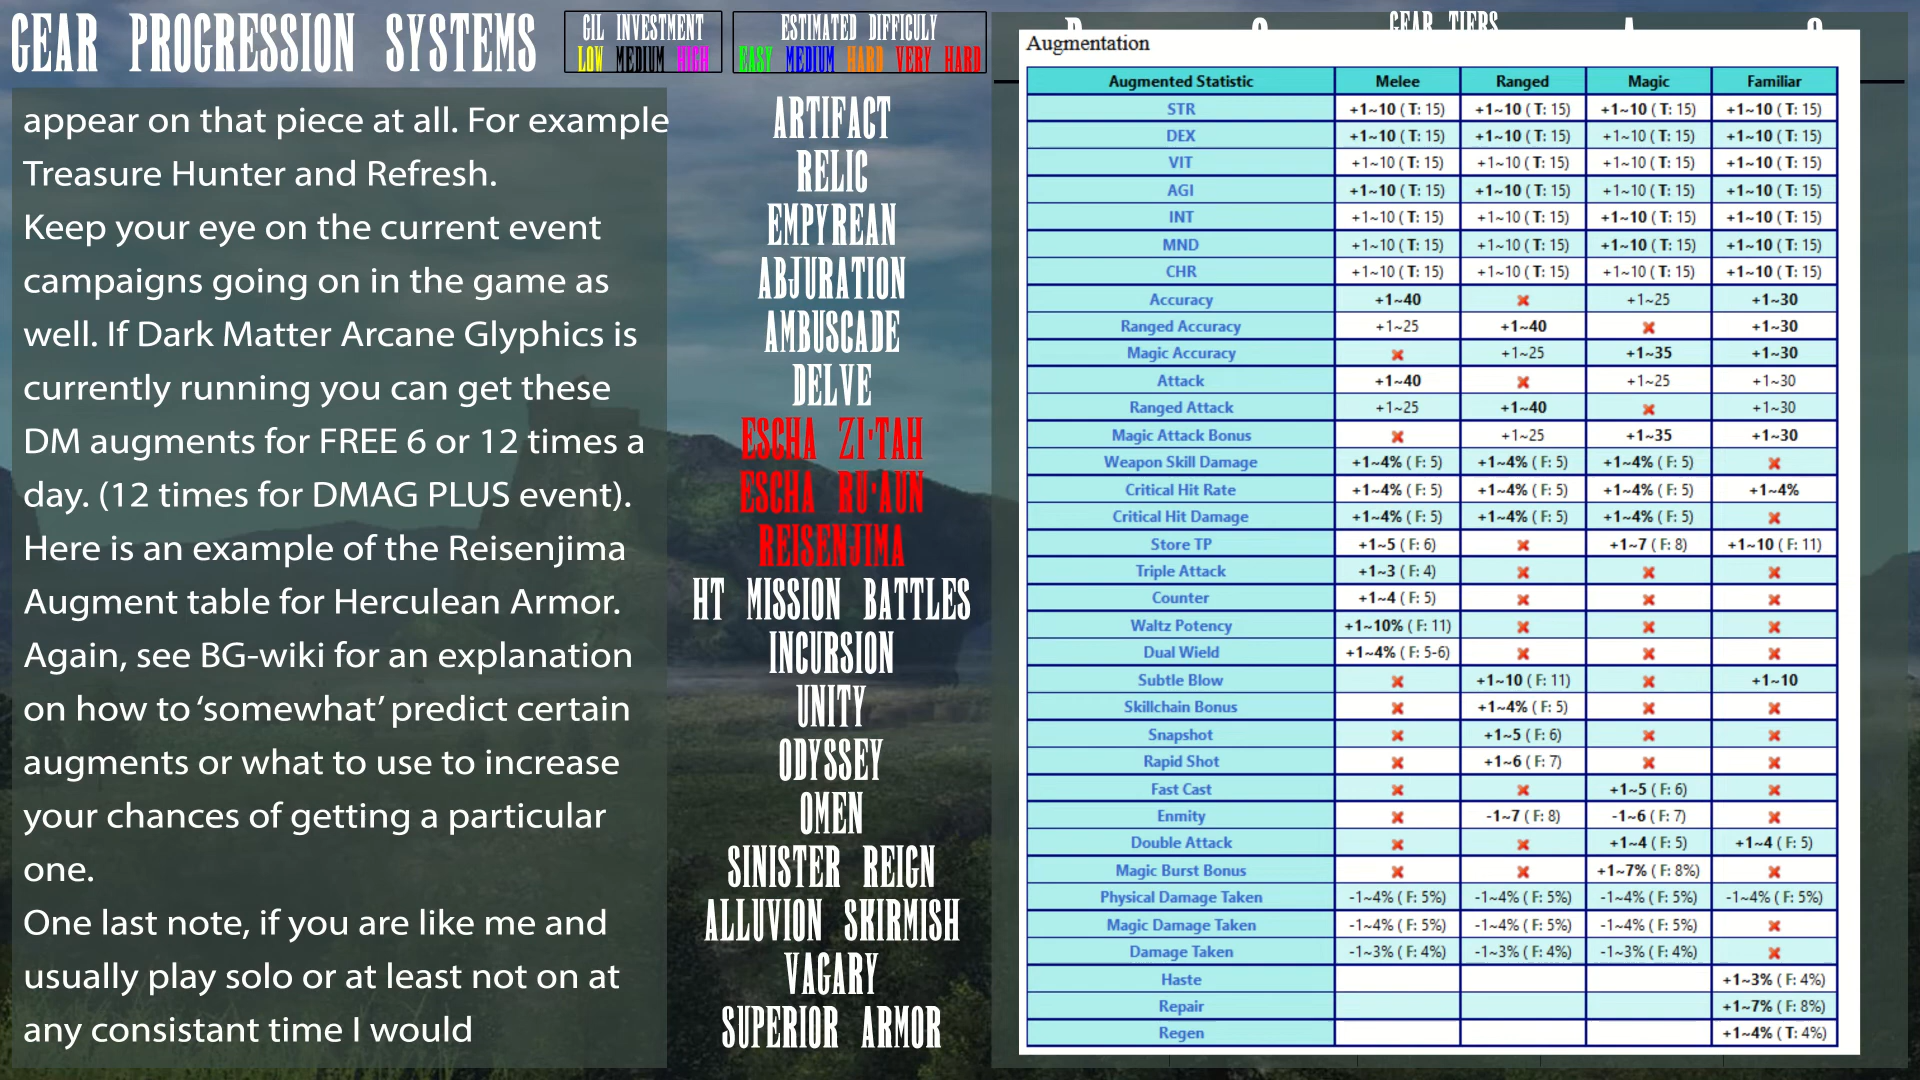 GEAR PROGRESSION SYSTEMS
GIL INVESTMENT
LOW MEDIUM HIGH
ESTIMATED DIFFICULY
EASY MEDIUM HARD VERY HARD
GEAR TIERS
appear on that piece at all. For example
Treasure Hunter and Refresh.
Keep your eye on the current event
campaigns going on in the game as
well. If Dark Matter Arcane Glyphics is
currently running you can get these
DM augments for FREE 6 or 12 times a
day. (12 times for DMAG PLUS event).
Here is an example of the Reisenjima
Augment table for Herculean Armor.
Again, see BG-wiki for an explanation
on how to ‘somewhat’ predict certain
augments or what to use to increase
your chances of getting a particular
one.
One last note, if you are like me and
usually play solo or at least not on at
any consistant time I would
ARTIFACT
RELIC
EMPYREAN
ABJURATION
AMBUSCADE
DELVE
ESCHA ZI'TAH
ESCHA RU'AUN
REISENJIMA
HT MISSION BATTLES
INCURSION
UNITY
ODYSSEY
OMEN
SINISTER REIGN
ALLUVION SKIRMISH
VAGARY
SUPERIOR ARMOR
Augmentation
Augmented Statistic Melee Ranged Magic Familiar
STR +1~10 ( T: 15) +1~10 ( T: 15) +1~10 ( T: 15) +1~10 ( T: 15)
DEX +1~10 ( T: 15) +1~10 ( T: 15) +1~10 ( T: 15) +1~10 ( T: 15)
VIT +1~10 ( T: 15) +1~10 ( T: 15) +1~10 ( T: 15) +1~10 ( T: 15)
AGI +1~10 ( T: 15) +1~10 ( T: 15) +1~10 ( T: 15) +1~10 ( T: 15)
INT +1~10 ( T: 15) +1~10 ( T: 15) +1~10 ( T: 15) +1~10 ( T: 15)
MND +1~10 ( T: 15) +1~10 ( T: 15) +1~10 ( T: 15) +1~10 ( T: 15)
CHR +1~10 ( T: 15) +1~10 ( T: 15) +1~10 ( T: 15) +1~10 ( T: 15)
Accuracy +1~40 +1~25 +1~30
Ranged Accuracy +1~25 +1~40 +1~30
Magic Accuracy +1~25 +1~35 +1~30
Attack +1~40 +1~25 +1~30
Ranged Attack +1~25 +1~40 +1~30
Magic Attack Bonus +1~25 +1~35 +1~30
Weapon Skill Damage +1~4% ( F: 5) +1~4% ( F: 5) +1~4% ( F: 5)
Critical Hit Rate +1~4% ( F: 5) +1~4% ( F: 5) +1~4% ( F: 5) +1~4%
Critical Hit Damage +1~4% ( F: 5) +1~4% ( F: 5) +1~4% ( F: 5)
Store TP +1~5 ( F: 6) +1~7 ( F: 8) +1~10 ( F: 11)
Triple Attack +1~3 ( F: 4)
Counter +1~4 ( F: 5)
Waltz Potency +1~10% ( F: 11)
Dual Wield +1~4% ( F: 5-6)
Subtle Blow +1~10 ( F: 11) +1~10
Skillchain Bonus +1~4% ( F: 5)
Snapshot +1~5 ( F: 6)
Rapid Shot +1~6 ( F: 7)
Fast Cast +1~5 ( F: 6)
Enmity -1~7 ( F: 8) -1~6 ( F: 7)
Double Attack +1~4 ( F: 5) +1~4 ( F: 5)
Magic Burst Bonus +1~7% ( F: 8%)
Physical Damage Taken -1~4% ( F: 5%) -1~4% ( F: 5%) -1~4% ( F: 5%) -1~4% ( F: 5%)
Magic Damage Taken -1~4% ( F: 5%) -1~4% ( F: 5%) -1~4% ( F: 5%)
Damage Taken -1~3% ( F: 4%) -1~3% ( F: 4%) -1~3% ( F: 4%)
Haste +1~3% ( F: 4%)
Repair +1~7% ( F: 8%)
Regen +1~4% ( T: 4%)